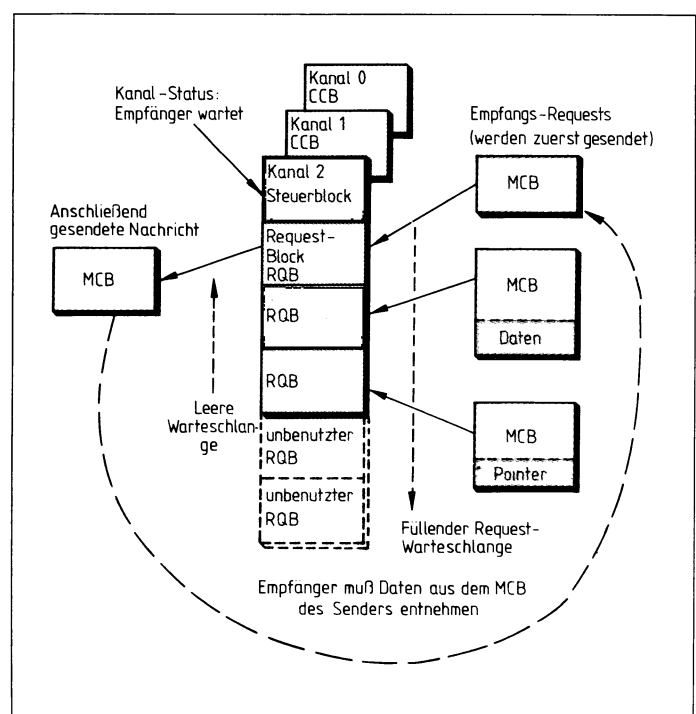 Kanal-Status:
Empfänger wartet
Kanal 0
CCB
Kanal 1
CCB
Kanal 2
Steuerblock
Empfangs-Requests
(werden zuerst gesendet)
MCB
Anschließend
gesendete Nachricht
MCB
Request-
Block
RQB
RQB
RQB
MCB
Daten
MCB
Pointer
Leere
Warteschlan-
ge
unbenutzter
RQB
unbenutzter
RQB
Füllender Request-
Warteschlange
Empfänger muß Daten aus dem MCB
des Senders entnehmen